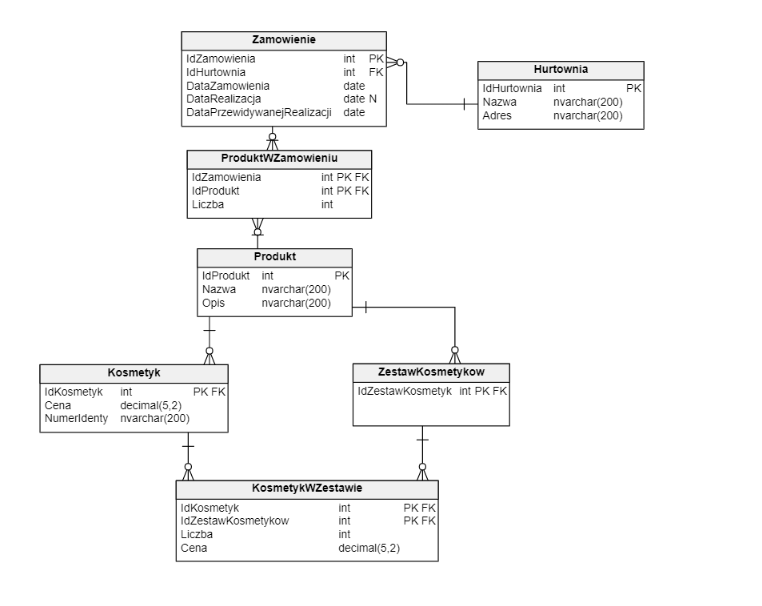 Zamowienie
IdZamowienia int PK
IdHurtownia int FK
DataZamowienia date
DataRealizacja date N
DataPrzewidywanejRealizacji date
Hurtownia
IdHurtownia int PK
Nazwa nvarchar(200)
Adres nvarchar(200)
ProduktWZamowieniu
IdZamowienia int PK FK
IdProdukt int PK FK
Liczba int
Produkt
IdProdukt int PK
Nazwa nvarchar(200)
Opis nvarchar(200)
Kosmetyk
IdKosmetyk int PK FK
Cena decimal(5,2)
NumerIdenty nvarchar(200)
ZestawKosmetykow
IdZestawKosmetyk int PK FK
KosmetykWZestawie
IdKosmetyk int PK FK
IdZestawKosmetykow int PK FK
Liczba int
Cena decimal(5,2)